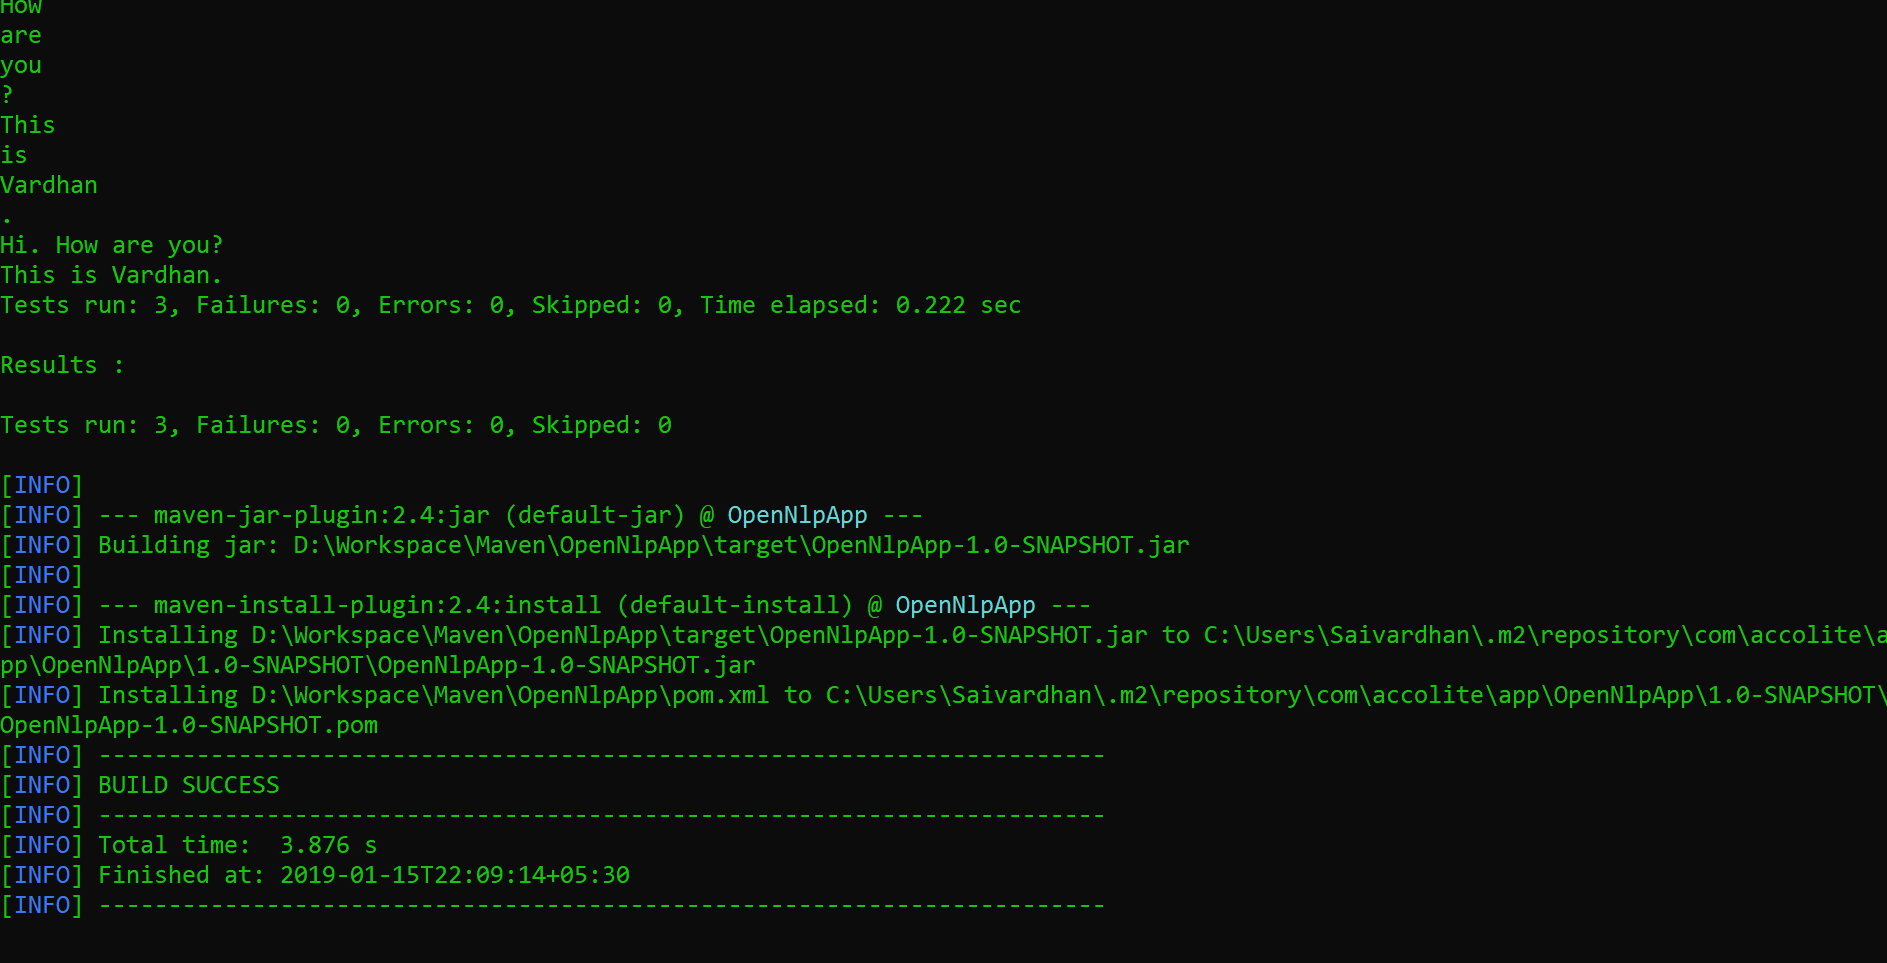 How
are
you
?
This
is
Vardhan
.
Hi. How are you?
This is Vardhan.
Tests run: 3, Failures: 0, Errors: 0, Skipped: 0, Time elapsed: 0.222 sec
Results :
Tests run: 3, Failures: 0, Errors: 0, Skipped: 0
[INFO]
[INFO] --- maven-jar-plugin:2.4:jar (default-jar) @ OpenNlpApp ---
[INFO] Building jar: D:\Workspace\Maven\OpenNlpApp\target\OpenNlpApp-1.0-SNAPSHOT.jar
[INFO]
[INFO] --- maven-install-plugin:2.4:install (default-install) @ OpenNlpApp ---
[INFO] Installing D:\Workspace\Maven\OpenNlpApp\target\OpenNlpApp-1.0-SNAPSHOT.jar to C:\Users\Saivardhan\.m2\repository\com\accolite\a
pp\OpenNlpApp\1.0-SNAPSHOT\OpenNlpApp-1.0-SNAPSHOT.jar
[INFO] Installing D:\Workspace\Maven\OpenNlpApp\pom.xml to C:\Users\Saivardhan\.m2\repository\com\accolite\app\OpenNlpApp\1.0-SNAPSHOT\
OpenNlpApp-1.0-SNAPSHOT.pom
[INFO] ------------------------------------------------------------------------
[INFO] BUILD SUCCESS
[INFO] ------------------------------------------------------------------------
[INFO] Total time:  3.876 s
[INFO] Finished at: 2019-01-15T22:09:14+05:30
[INFO] ------------------------------------------------------------------------